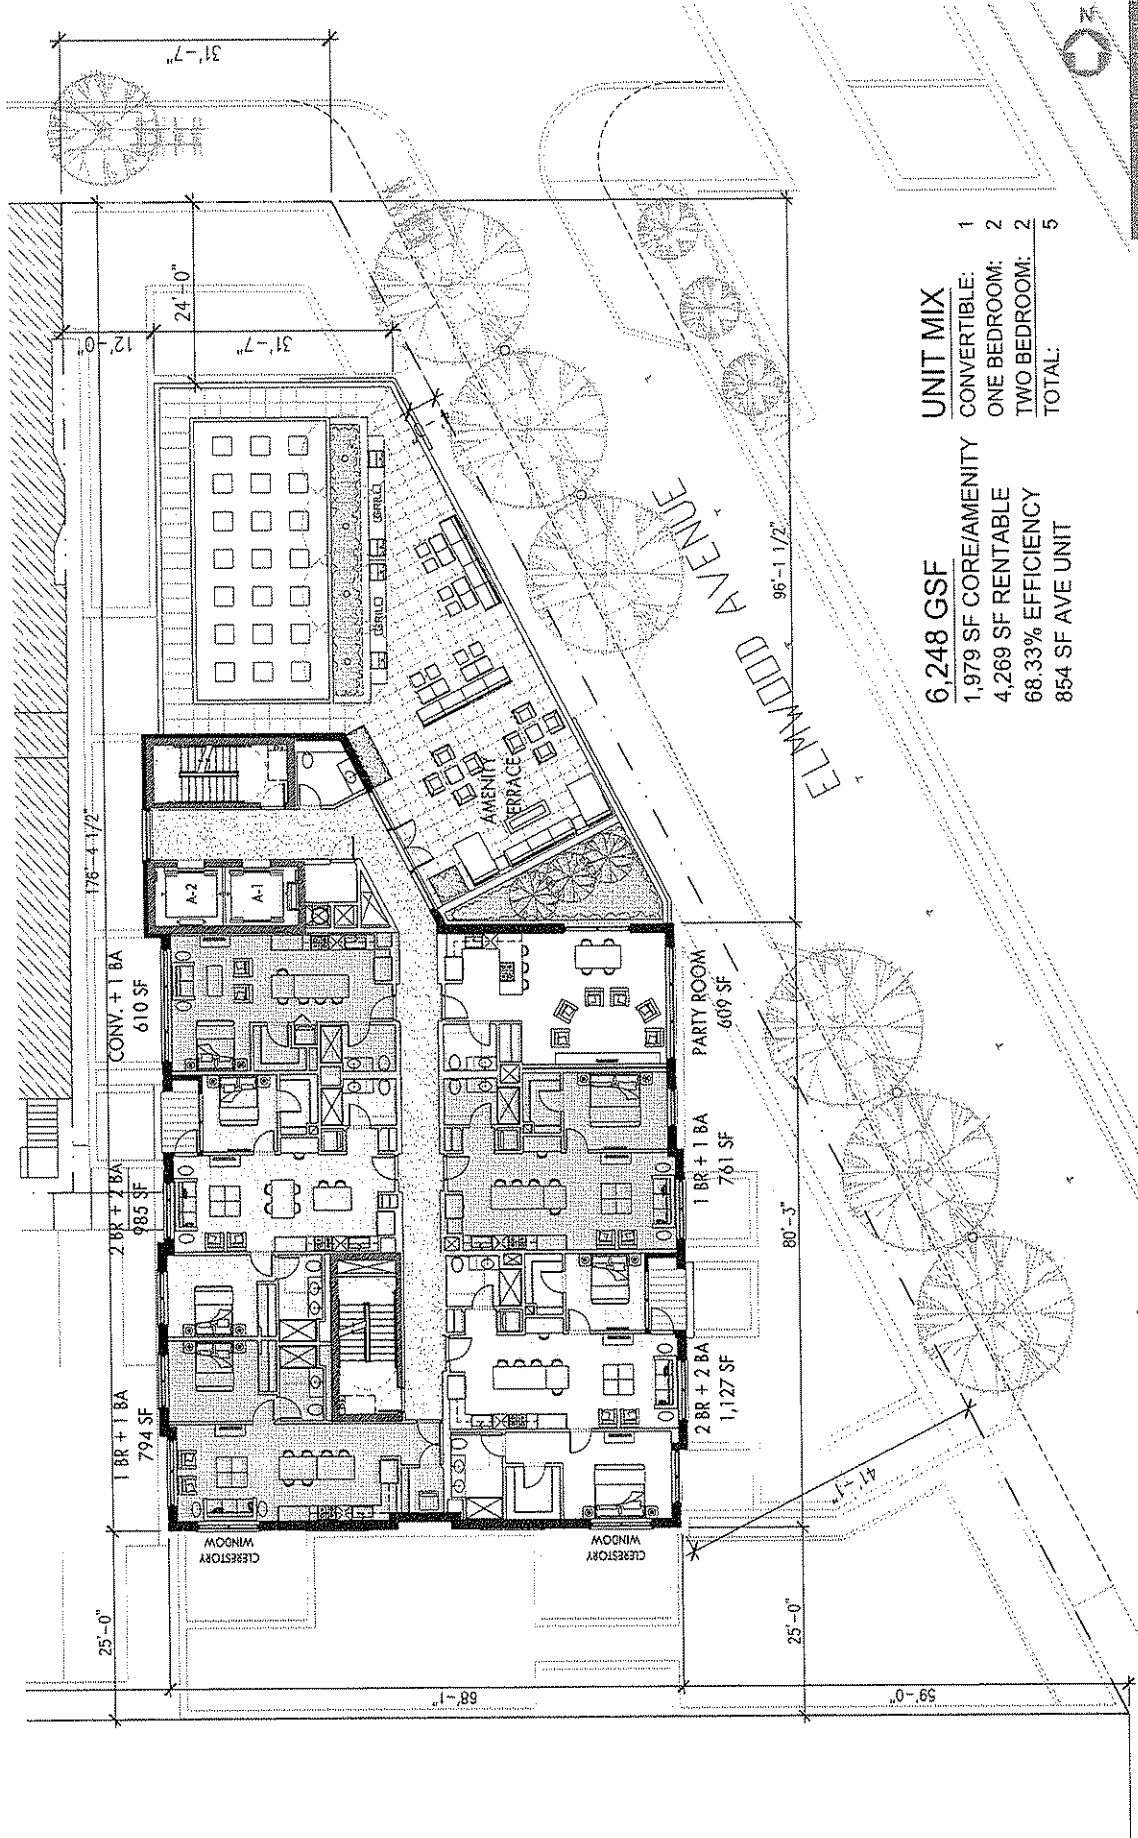 31'-7"
24'-0"
12'-0"
31'-7"
176'-4 1/2"
CONV. + 1 BA
610 SF
2 BR + 2 BA
985 SF
1 BR + 1 BA
794 SF
A-2
A-1
GRILL
GRILL
AMENITY
TERRACE
PARTY ROOM
609 SF
1 BR + 1 BA
761 SF
2 BR + 2 BA
1,127 SF
CLERESTORY
WINDOW
CLERESTORY
WINDOW
25'-0"
25'-0"
68'-1"
59'-0"
80'-3"
96'-1 1/2"
41'-1"
ELMWOOD AVENUE
6,248 GSF
1,979 SF CORE/AMENITY
4,269 SF RENTABLE
68.33% EFFICIENCY
854 SF AVE UNIT
UNIT MIX
CONVERTIBLE: 1
ONE BEDROOM: 2
TWO BEDROOM: 2
TOTAL: 5
N